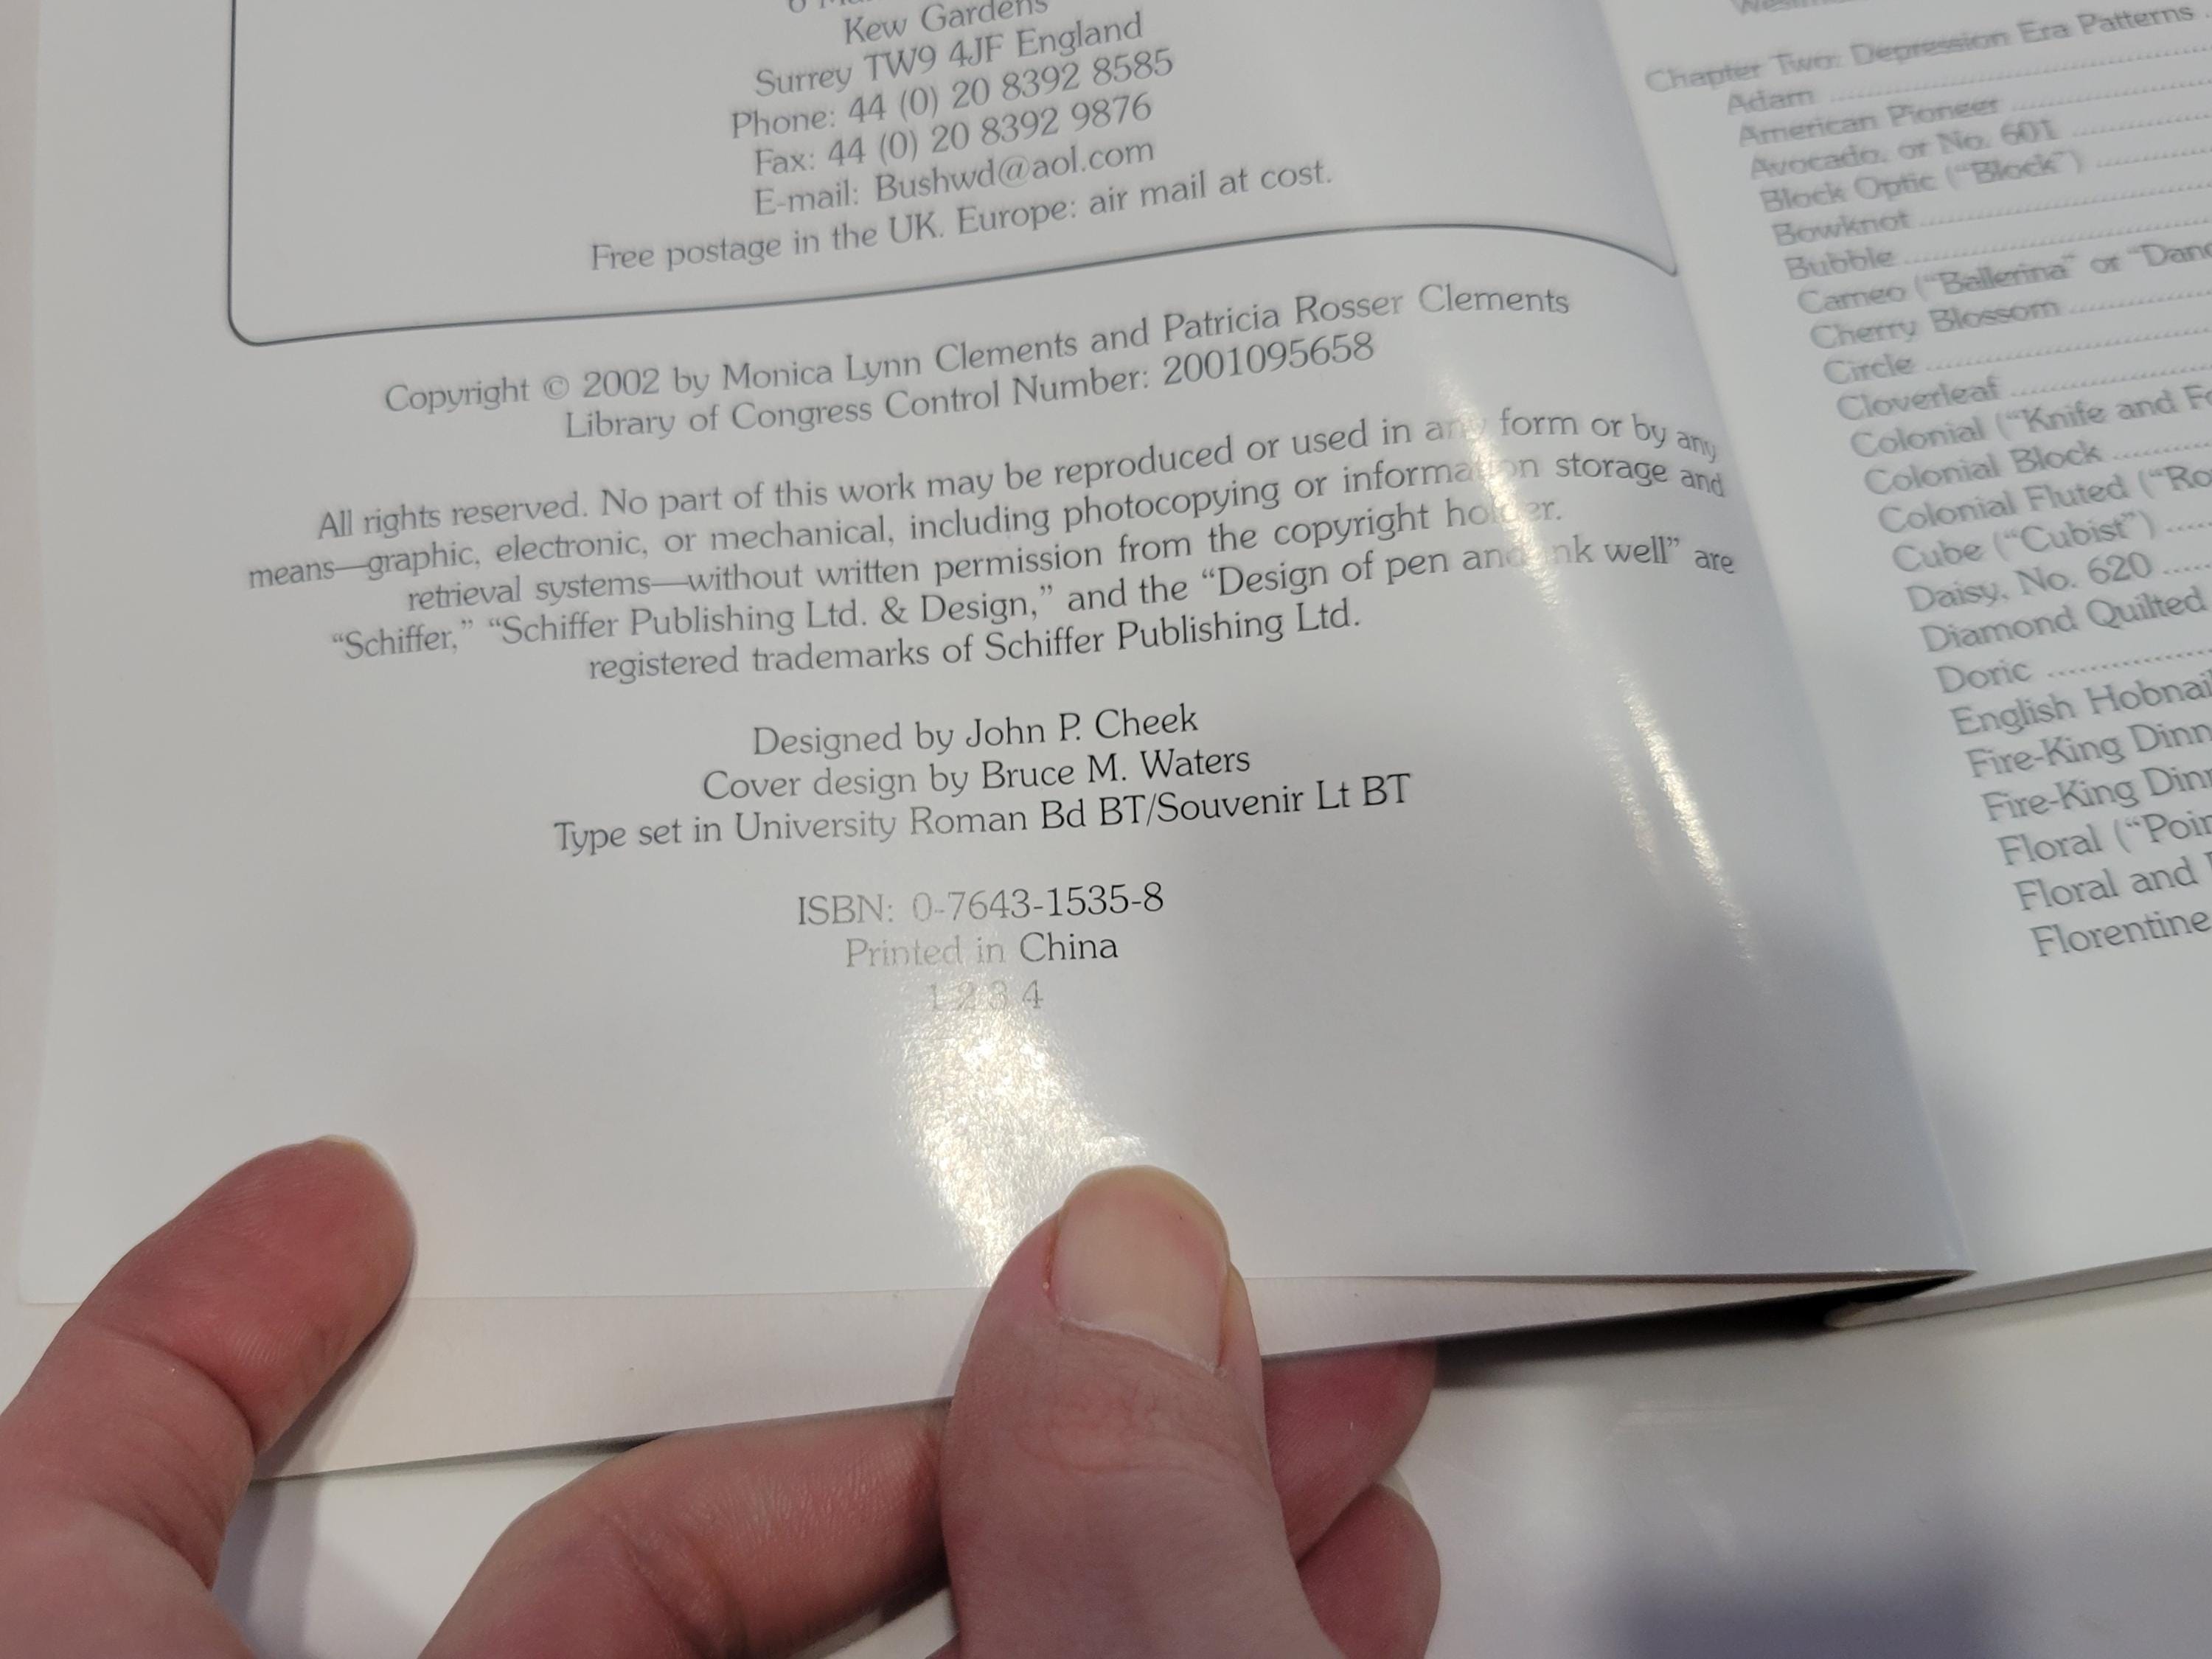 Kew Gardens
Surrey TW9 4JF England
Phone: 44 (0) 20 8392 8585
Fax: 44 (0) 20 8392 9876
E-mail: Bushwd@aol.com
Free postage in the UK. Europe: air mail at cost.
Copyright © 2002 by Monica Lynn Clements and Patricia Rosser Clements
Library of Congress Control Number: 2001095658
All rights reserved. No part of this work may be reproduced or used in any form or by any
means—graphic, electronic, or mechanical, including photocopying or information storage and
retrieval systems—without written permission from the copyright holder.
“Schiffer,” “Schiffer Publishing Ltd. & Design,” and the “Design of pen and ink well” are
registered trademarks of Schiffer Publishing Ltd.
Designed by John P. Cheek
Cover design by Bruce M. Waters
Type set in University Roman Bd BT/Souvenir Lt BT
ISBN: 0-7643-1535-8
Printed in China
1 2 3 4
Chapter Two: Depression Era Patterns
Adam
American Pioneer
Avocado, or No. 601
Block Optic (“Block”)
Bowknot
Bubble
Cameo (“Ballerina” or “Danc
Cherry Blossom
Circle
Cloverleaf
Colonial (“Knife and Fo
Colonial Block
Colonial Fluted (“Ro
Cube (“Cubist”)
Daisy, No. 620
Diamond Quilted
Doric
English Hobnail
Fire-King Dinn
Fire-King Dinn
Floral (“Poin
Floral and
Florentine